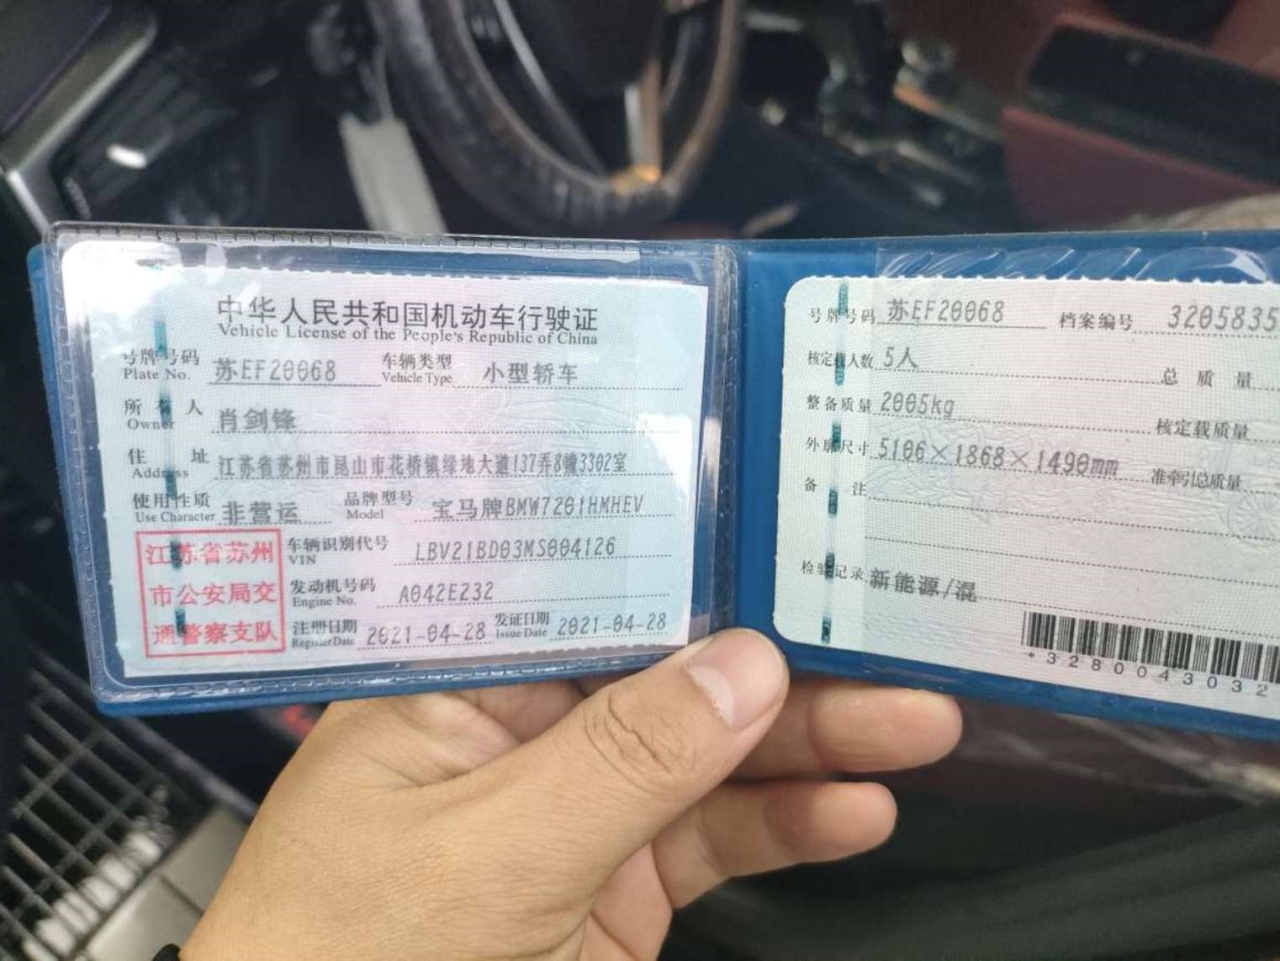 中华人民共和国机动车行驶证
Vehicle License of the People's Republic of China
号牌号码 苏EF20068 车辆类型 小型轿车
Plate No. Vehicle Type
所有人 肖剑锋
Owner
住址 江苏省苏州市昆山市花桥镇绿地大道137弄8幢3302室
Address
使用性质 非营运 品牌型号 宝马牌BMW7201HMHEV
Use Character Model
江苏省苏州
市公安局交
通警察支队
车辆识别代号 LBV21BD03MS004126
VIN
发动机号码 A042E232
Engine No.
注册日期 2021-04-28 发证日期 2021-04-28
Register Date Issue Date
号牌号码 苏EF20068 档案编号 3205835
核定载人数 5人 总质量
整备质量 2005kg 核定载质量
外廓尺寸 5106×1868×1490mm 准牵引总质量
备注
检验记录 新能源/混
*3280043032